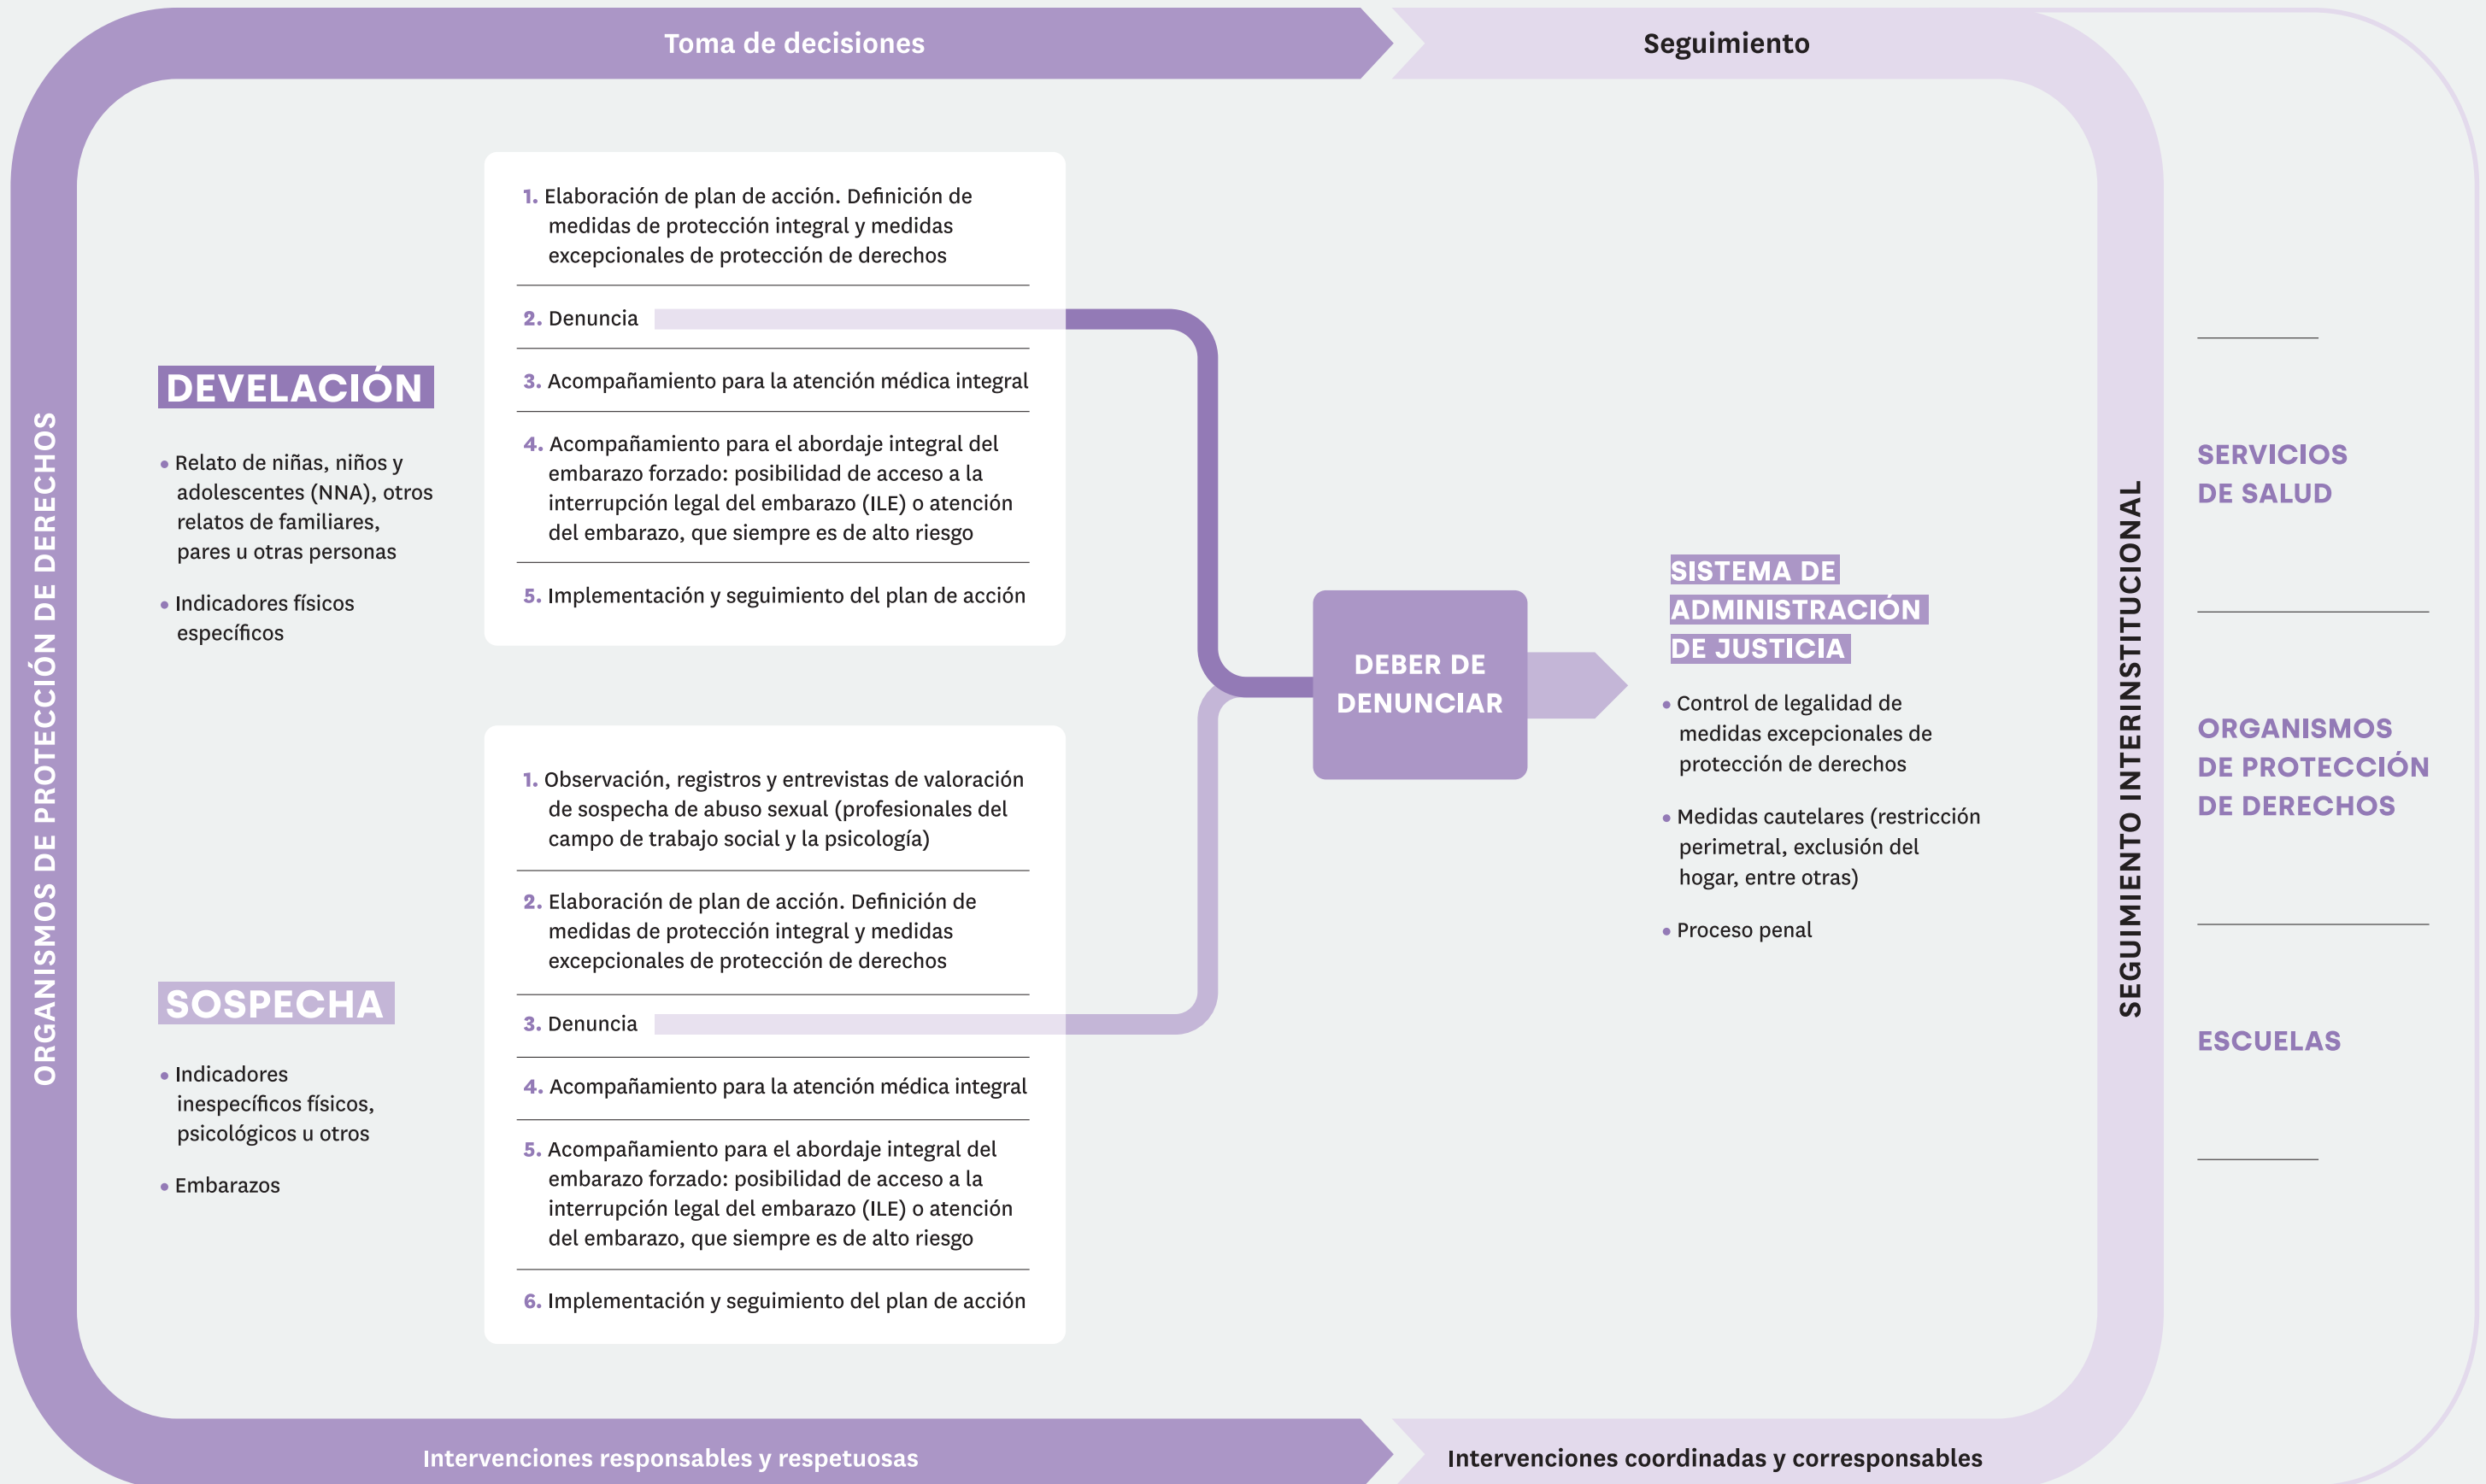 Toma de decisiones
Seguimiento
ORGANISMOS DE PROTECCIÓN DE DERECHOS
DEVELACIÓN
• Relato de niñas, niños y
adolescentes (NNA), otros
relatos de familiares,
pares u otras personas
• Indicadores físicos
específicos
1. Elaboración de plan de acción. Definición de
medidas de protección integral y medidas
excepcionales de protección de derechos
2. Denuncia
3. Acompañamiento para la atención médica integral
4. Acompañamiento para el abordaje integral del
embarazo forzado: posibilidad de acceso a la
interrupción legal del embarazo (ILE) o atención
del embarazo, que siempre es de alto riesgo
5. Implementación y seguimiento del plan de acción
SOSPECHA
• Indicadores
inespecíficos físicos,
psicológicos u otros
• Embarazos
1. Observación, registros y entrevistas de valoración
de sospecha de abuso sexual (profesionales del
campo de trabajo social y la psicología)
2. Elaboración de plan de acción. Definición de
medidas de protección integral y medidas
excepcionales de protección de derechos
3. Denuncia
4. Acompañamiento para la atención médica integral
5. Acompañamiento para el abordaje integral del
embarazo forzado: posibilidad de acceso a la
interrupción legal del embarazo (ILE) o atención
del embarazo, que siempre es de alto riesgo
6. Implementación y seguimiento del plan de acción
DEBER DE
DENUNCIAR
SISTEMA DE
ADMINISTRACIÓN
DE JUSTICIA
• Control de legalidad de
medidas excepcionales de
protección de derechos
• Medidas cautelares (restricción
perimetral, exclusión del
hogar, entre otras)
• Proceso penal
SEGUIMIENTO INTERINSTITUCIONAL
SERVICIOS
DE SALUD
ORGANISMOS
DE PROTECCIÓN
DE DERECHOS
ESCUELAS
Intervenciones responsables y respetuosas
Intervenciones coordinadas y corresponsables